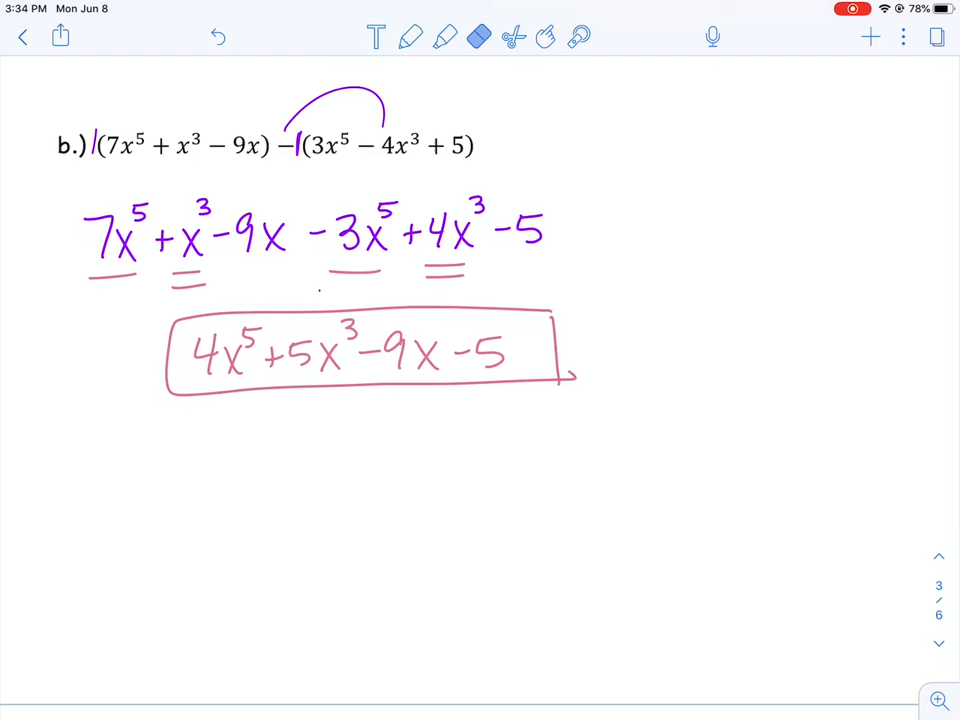 3:34 PM Mon Jun 8 78%
T
b.) 1(7x⁵ + x³ − 9x) −1(3x⁵ − 4x³ + 5)
7x⁵ + x³ − 9x − 3x⁵ + 4x³ − 5
4x⁵ + 5x³ − 9x − 5
3
/
6